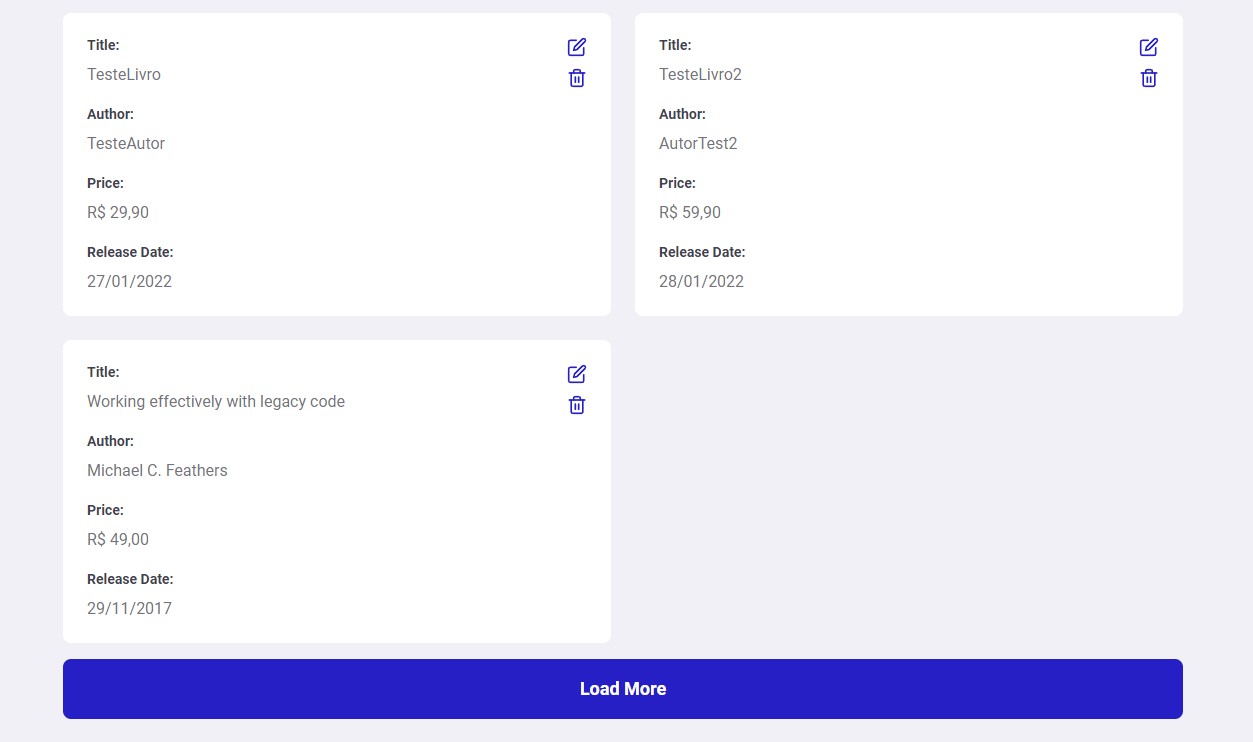 Title:
TesteLivro
Author:
TesteAutor
Price:
R$ 29,90
Release Date:
27/01/2022
Title:
TesteLivro2
Author:
AutorTest2
Price:
R$ 59,90
Release Date:
28/01/2022
Title:
Working effectively with legacy code
Author:
Michael C. Feathers
Price:
R$ 49,00
Release Date:
29/11/2017
Load More